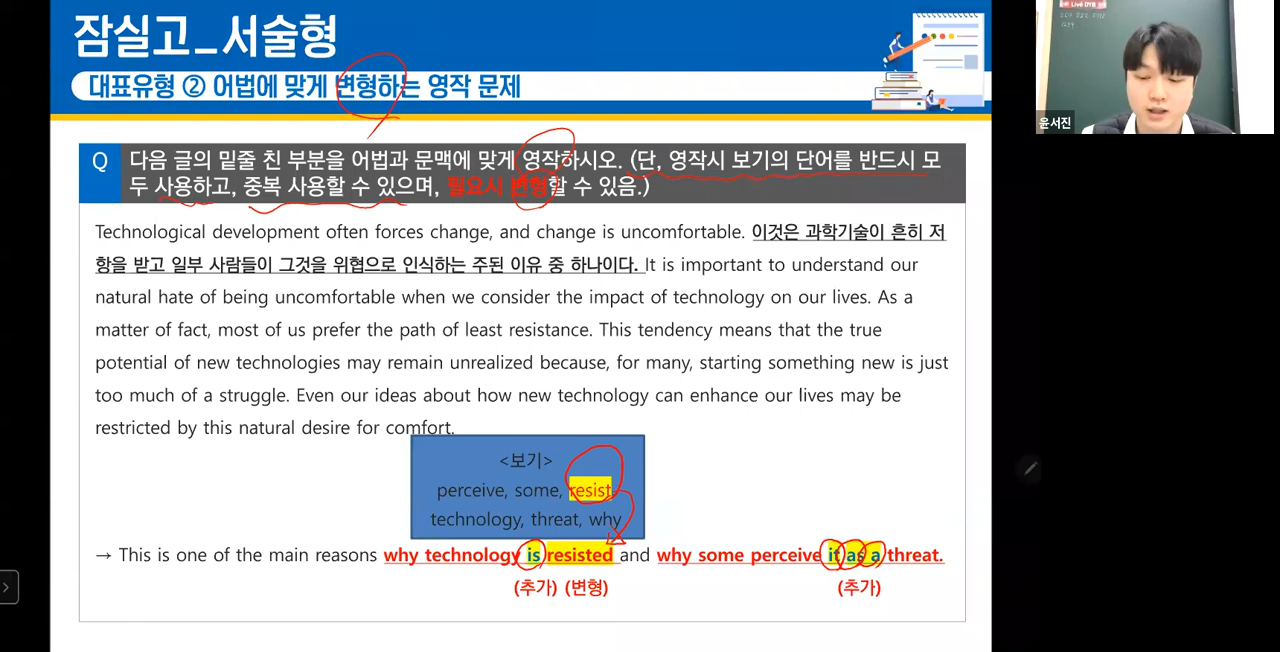 잠실고_서술형
대표유형 ② 어법에 맞게 변형하는 영작 문제
Q 다음 글의 밑줄 친 부분을 어법과 문맥에 맞게 영작하시오. (단, 영작시 보기의 단어를 반드시 모
두 사용하고, 중복 사용할 수 있으며, 필요시 변형할 수 있음.)
Technological development often forces change, and change is uncomfortable. 이것은 과학기술이 흔히 저
항을 받고 일부 사람들이 그것을 위협으로 인식하는 주된 이유 중 하나이다. It is important to understand our
natural hate of being uncomfortable when we consider the impact of technology on our lives. As a
matter of fact, most of us prefer the path of least resistance. This tendency means that the true
potential of new technologies may remain unrealized because, for many, starting something new is just
too much of a struggle. Even our ideas about how new technology can enhance our lives may be
restricted by this natural desire for comfort.
<보기>
perceive, some, resist,
technology, threat, why
→ This is one of the main reasons why technology is resisted and why some perceive it as a threat.
(추가) (변형) (추가)
Live DYB
윤서진